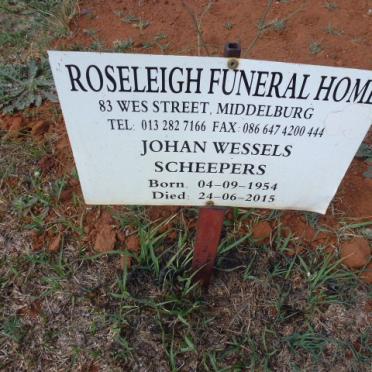 ROSELEIGH FUNERAL HOME
83 WES STREET, MIDDELBURG
TEL: 013 282 7166 FAX: 086 647 4200 444
JOHAN WESSELS
SCHEEPERS
Born: 04-09-1954
Died: 24-06-2015